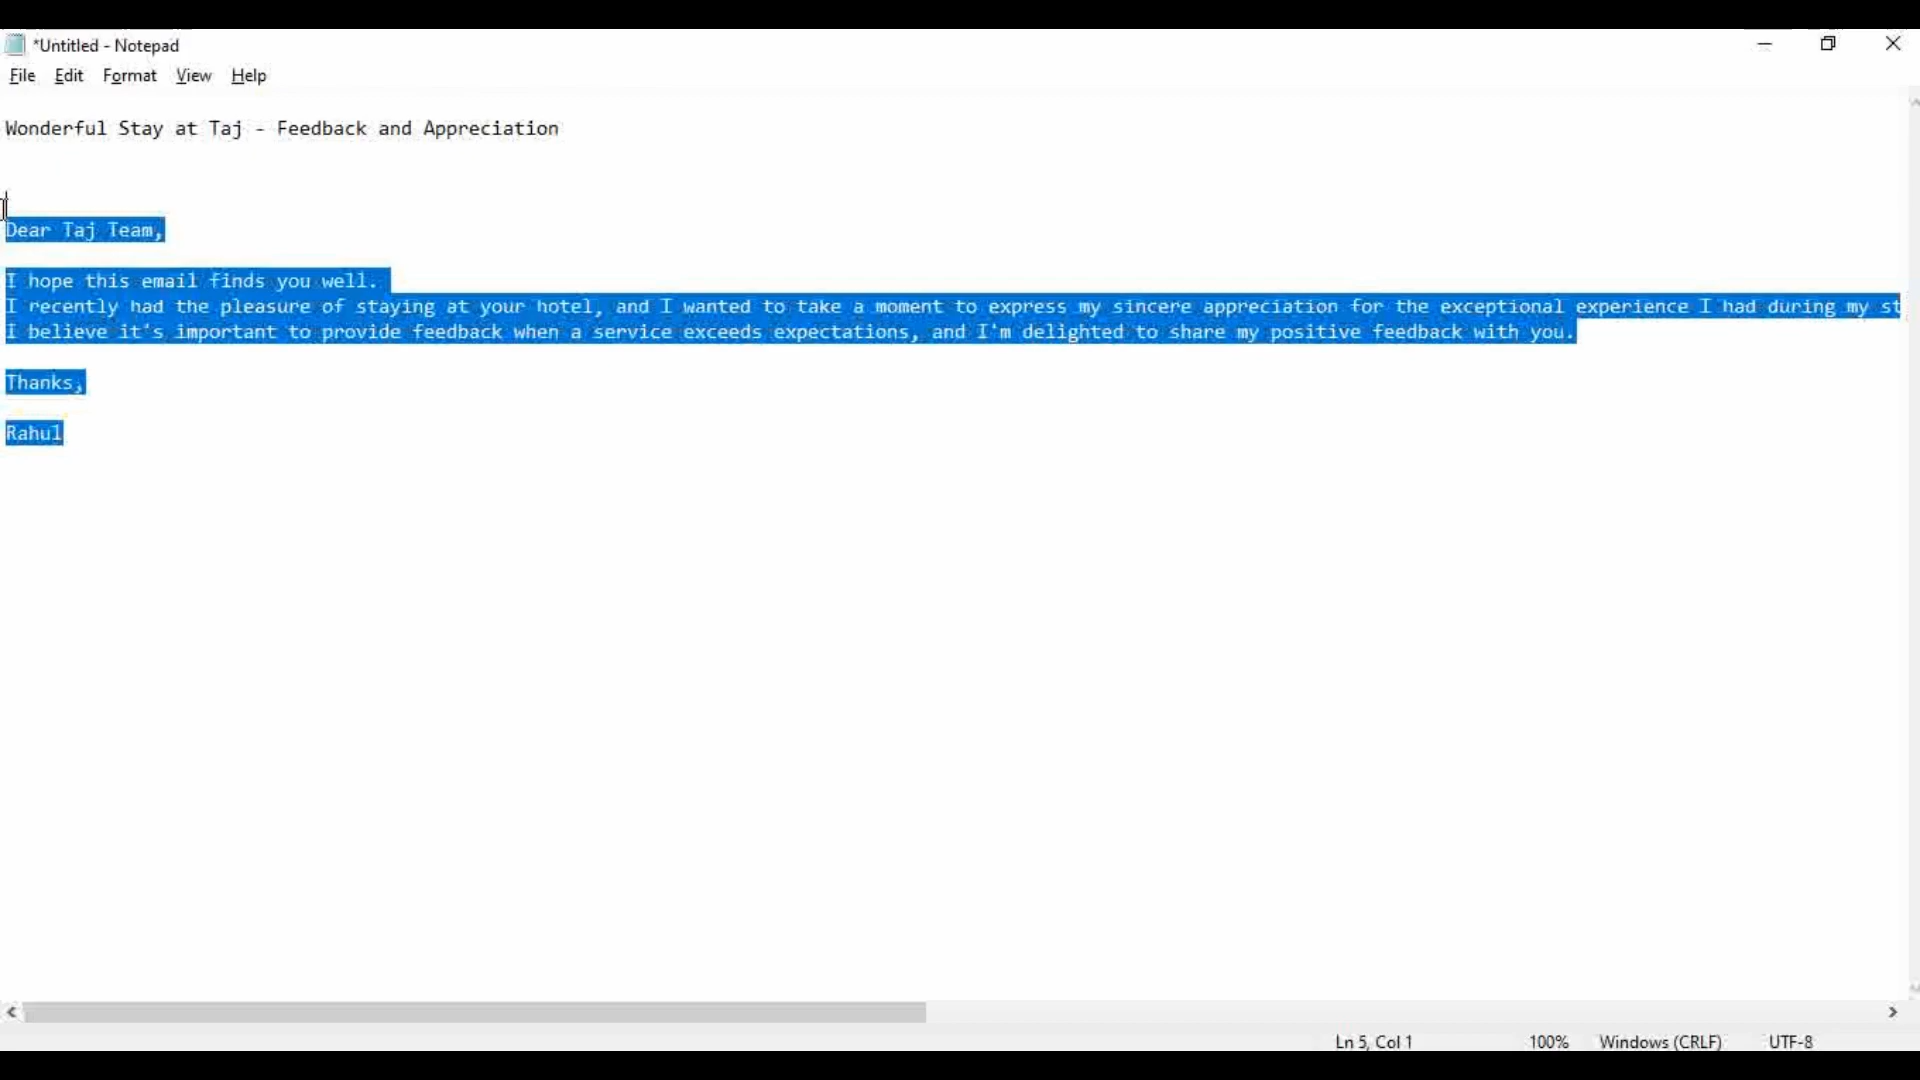 *Untitled - Notepad
File Edit Format View Help
Wonderful Stay at Taj - Feedback and Appreciation
Dear Taj Team,
I hope this email finds you well.
I recently had the pleasure of staying at your hotel, and I wanted to take a moment to express my sincere appreciation for the exceptional experience I had during my st
I believe it's important to provide feedback when a service exceeds expectations, and I'm delighted to share my positive feedback with you.
Thanks,
Rahul
Ln 5, Col 1 100% Windows (CRLF) UTF-8